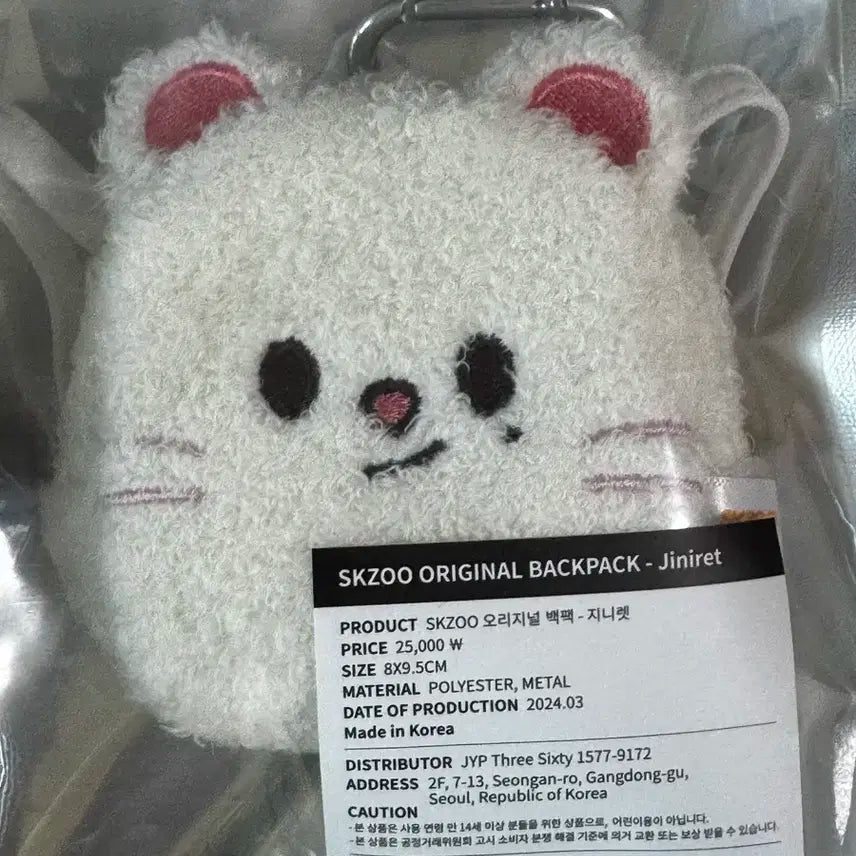 SKZOO ORIGINAL BACKPACK - Jiniret
PRODUCT SKZOO 오리지널 백팩 - 지니렛
PRICE 25,000 ₩
SIZE 8X9.5CM
MATERIAL POLYESTER, METAL
DATE OF PRODUCTION 2024.03
Made in Korea
DISTRIBUTOR JYP Three Sixty 1577-9172
ADDRESS 2F, 7-13, Seongan-ro, Gangdong-gu,
Seoul, Republic of Korea
CAUTION
- 본 상품은 사용 연령 만 14세 이상 분들을 위한 상품으로, 어린이용이 아닙니다.
- 본 상품은 공정거래위원회 고시 소비자 분쟁 해결 기준에 의거 교환 또는 보상 받을 수 있습니다.